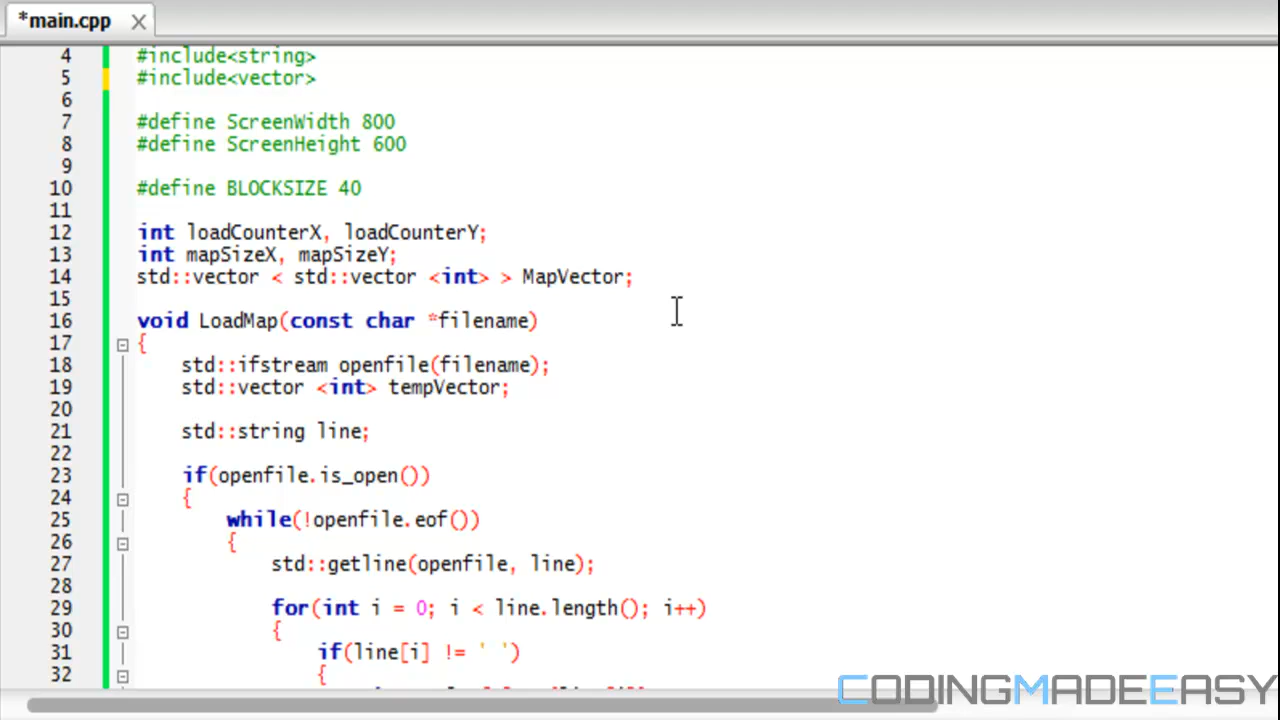 *main.cpp
4 #include<string>
5 #include<vector>
6
7 #define ScreenWidth 800
8 #define ScreenHeight 600
9
10 #define BLOCKSIZE 40
11
12 int loadCounterX, loadCounterY;
13 int mapSizeX, mapSizeY;
14 std::vector < std::vector <int> > MapVector;
15
16 void LoadMap(const char *filename)
17 {
18 std::ifstream openfile(filename);
19 std::vector <int> tempVector;
20
21 std::string line;
22
23 if(openfile.is_open())
24 {
25 while(!openfile.eof())
26 {
27 std::getline(openfile, line);
28
29 for(int i = 0; i < line.length(); i++)
30 {
31 if(line[i] != ' ')
32 {
CODINGMADEEASY